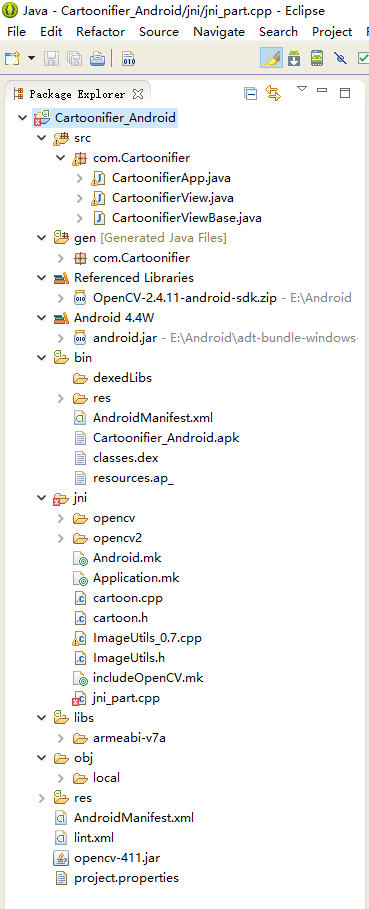 Java - Cartoonifier_Android/jni/jni_part.cpp - Eclipse
File Edit Refactor Source Navigate Search Project
Package Explorer
Cartoonifier_Android
src
com.Cartoonifier
CartoonifierApp.java
CartoonifierView.java
CartoonifierViewBase.java
gen [Generated Java Files]
com.Cartoonifier
Referenced Libraries
OpenCV-2.4.11-android-sdk.zip - E:\Android
Android 4.4W
android.jar - E:\Android\adt-bundle-windows-
bin
dexedLibs
res
AndroidManifest.xml
Cartoonifier_Android.apk
classes.dex
resources.ap_
jni
opencv
opencv2
Android.mk
Application.mk
cartoon.cpp
cartoon.h
ImageUtils_0.7.cpp
ImageUtils.h
includeOpenCV.mk
jni_part.cpp
libs
armeabi-v7a
obj
local
res
AndroidManifest.xml
lint.xml
opencv-411.jar
project.properties